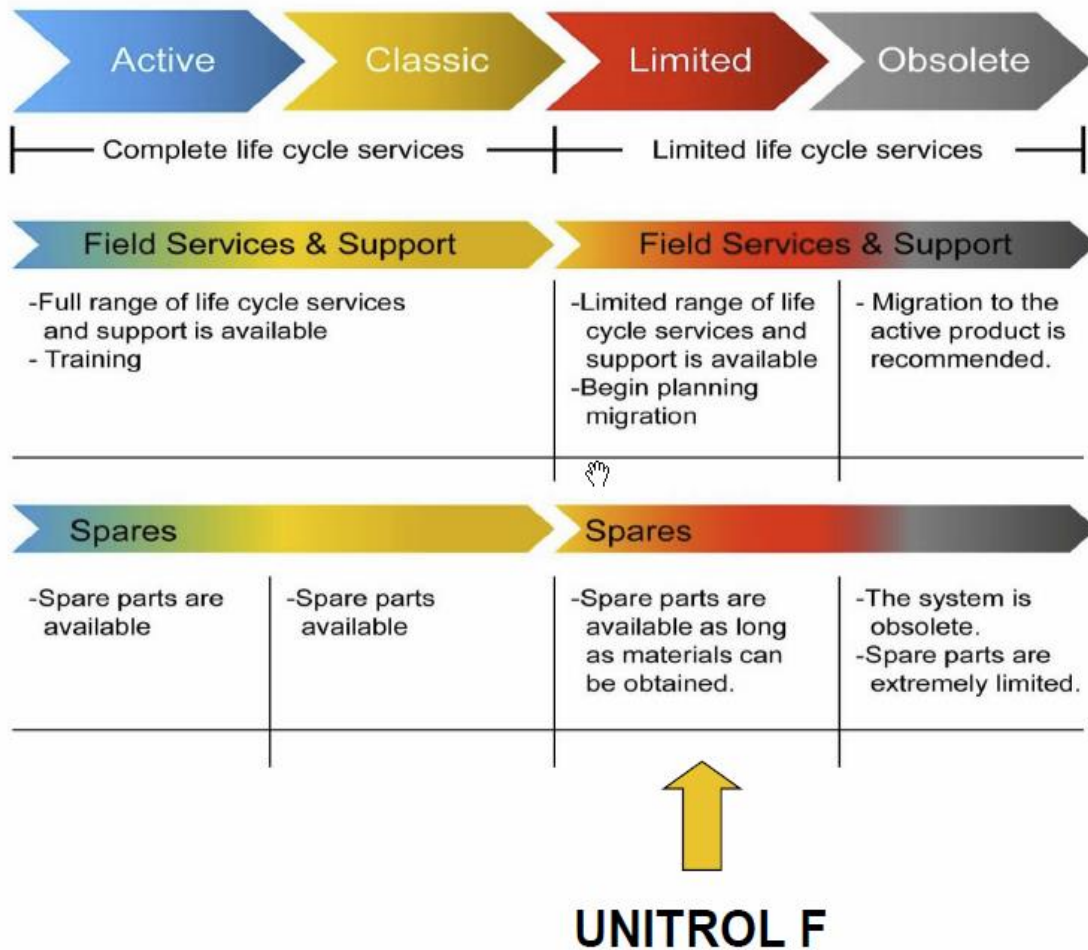 Active
Classic
Limited
Obsolete
Complete life cycle services
Limited life cycle services
Field Services & Support
Field Services & Support
-Full range of life cycle services
and support is available
- Training
-Limited range of life
cycle services and
support is available
-Begin planning
migration
- Migration to the
active product is
recommended.
Spares
Spares
-Spare parts are
available
-Spare parts
available
-Spare parts are
available as long
as materials can
be obtained.
-The system is
obsolete.
-Spare parts are
extremely limited.
UNITROL F